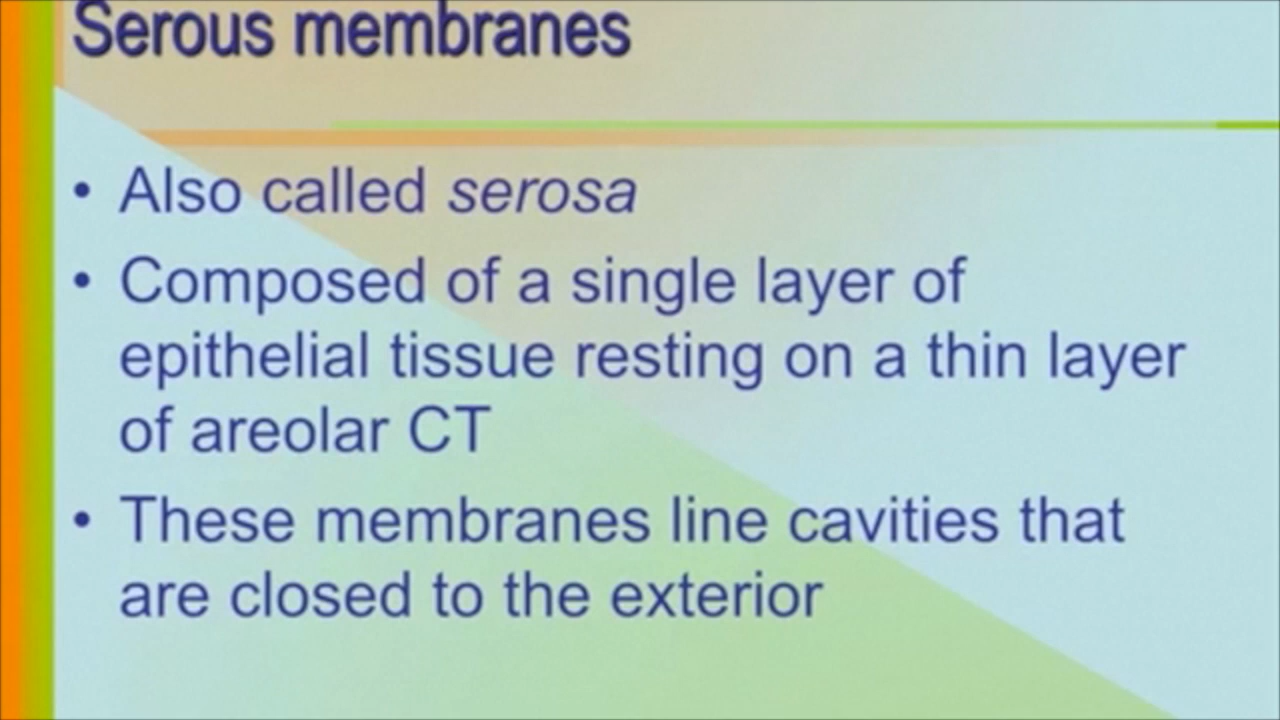 Serous membranes
• Also called serosa
• Composed of a single layer of
epithelial tissue resting on a thin layer
of areolar CT
• These membranes line cavities that
are closed to the exterior